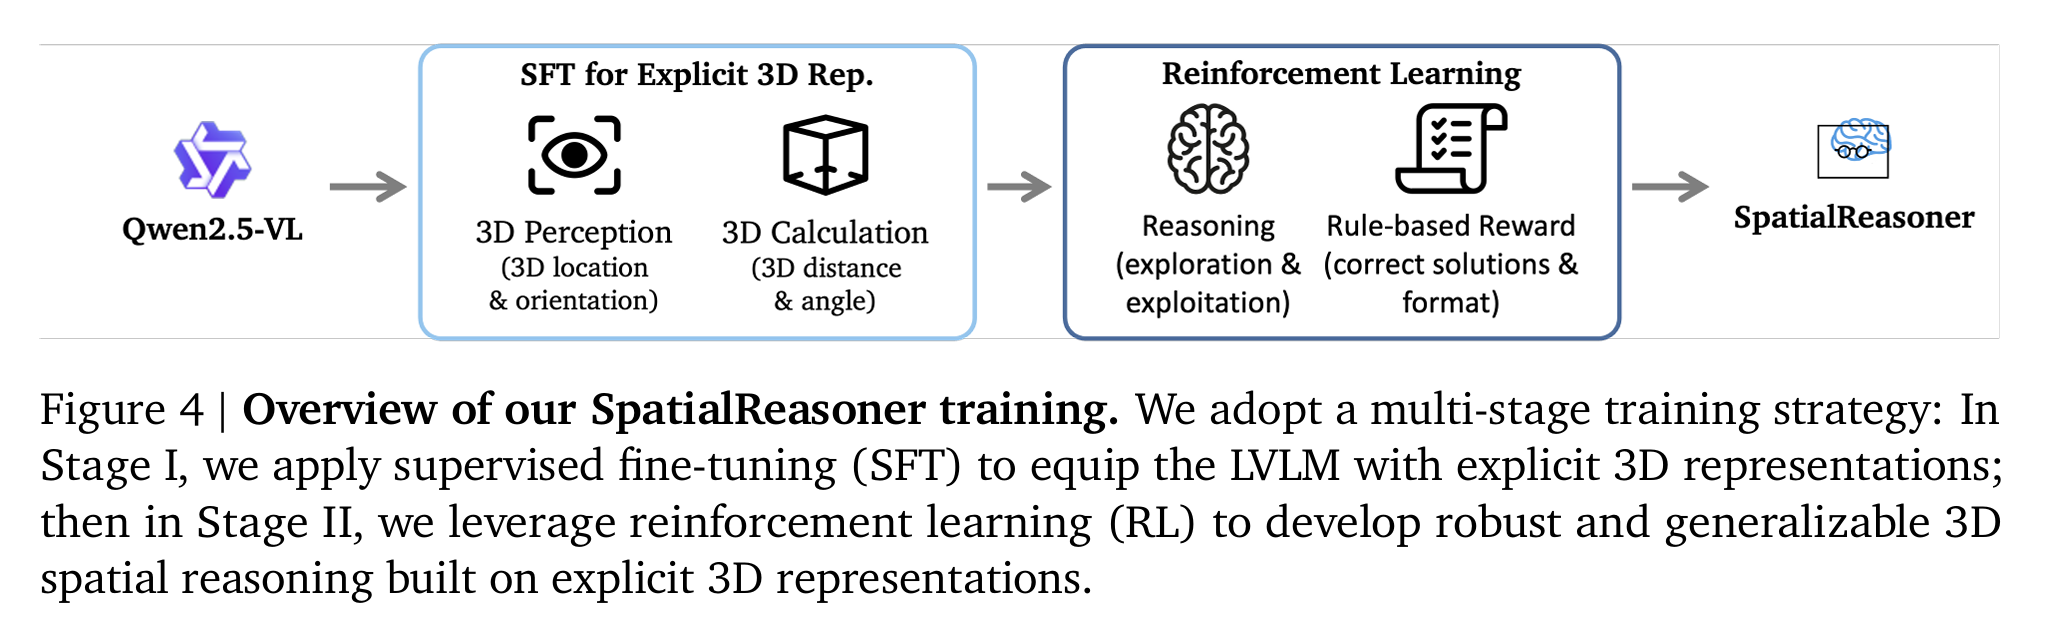 SFT for Explicit 3D Rep.
Reinforcement Learning
Qwen2.5-VL
3D Perception
(3D location
& orientation)
3D Calculation
(3D distance
& angle)
Reasoning
(exploration &
exploitation)
Rule-based Reward
(correct solutions &
format)
SpatialReasoner
Figure 4 | Overview of our SpatialReasoner training. We adopt a multi-stage training strategy: In
Stage I, we apply supervised fine-tuning (SFT) to equip the LVLM with explicit 3D representations;
then in Stage II, we leverage reinforcement learning (RL) to develop robust and generalizable 3D
spatial reasoning built on explicit 3D representations.